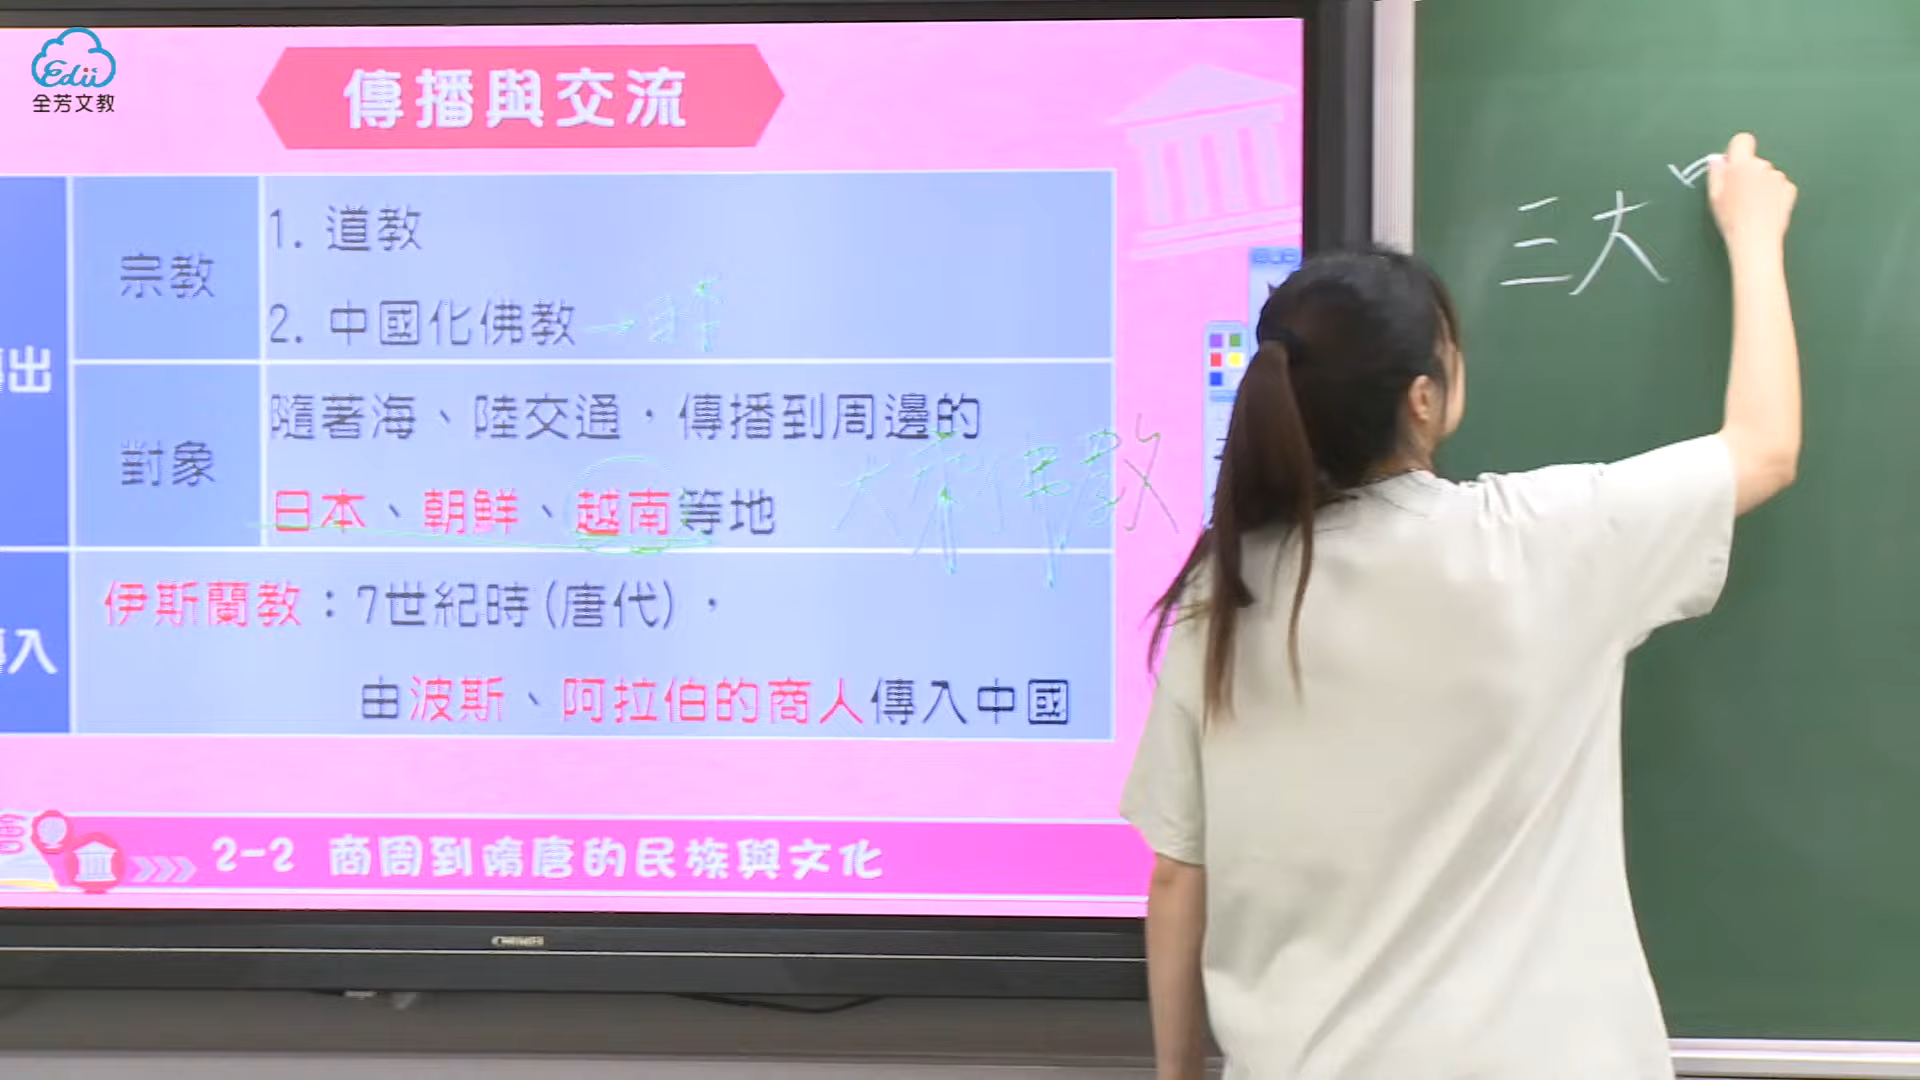 Edii
全芳文教
傳播與交流
出
宗教
1. 道教
2. 中國化佛教
對象
隨著海、陸交通，傳播到周邊的
日本、朝鮮、越南等地
大乘佛教
入
伊斯蘭教：7世紀時(唐代)，
由波斯、阿拉伯的商人傳入中國
會
2-2 商周到隋唐的民族與文化
CHIMEI
三大